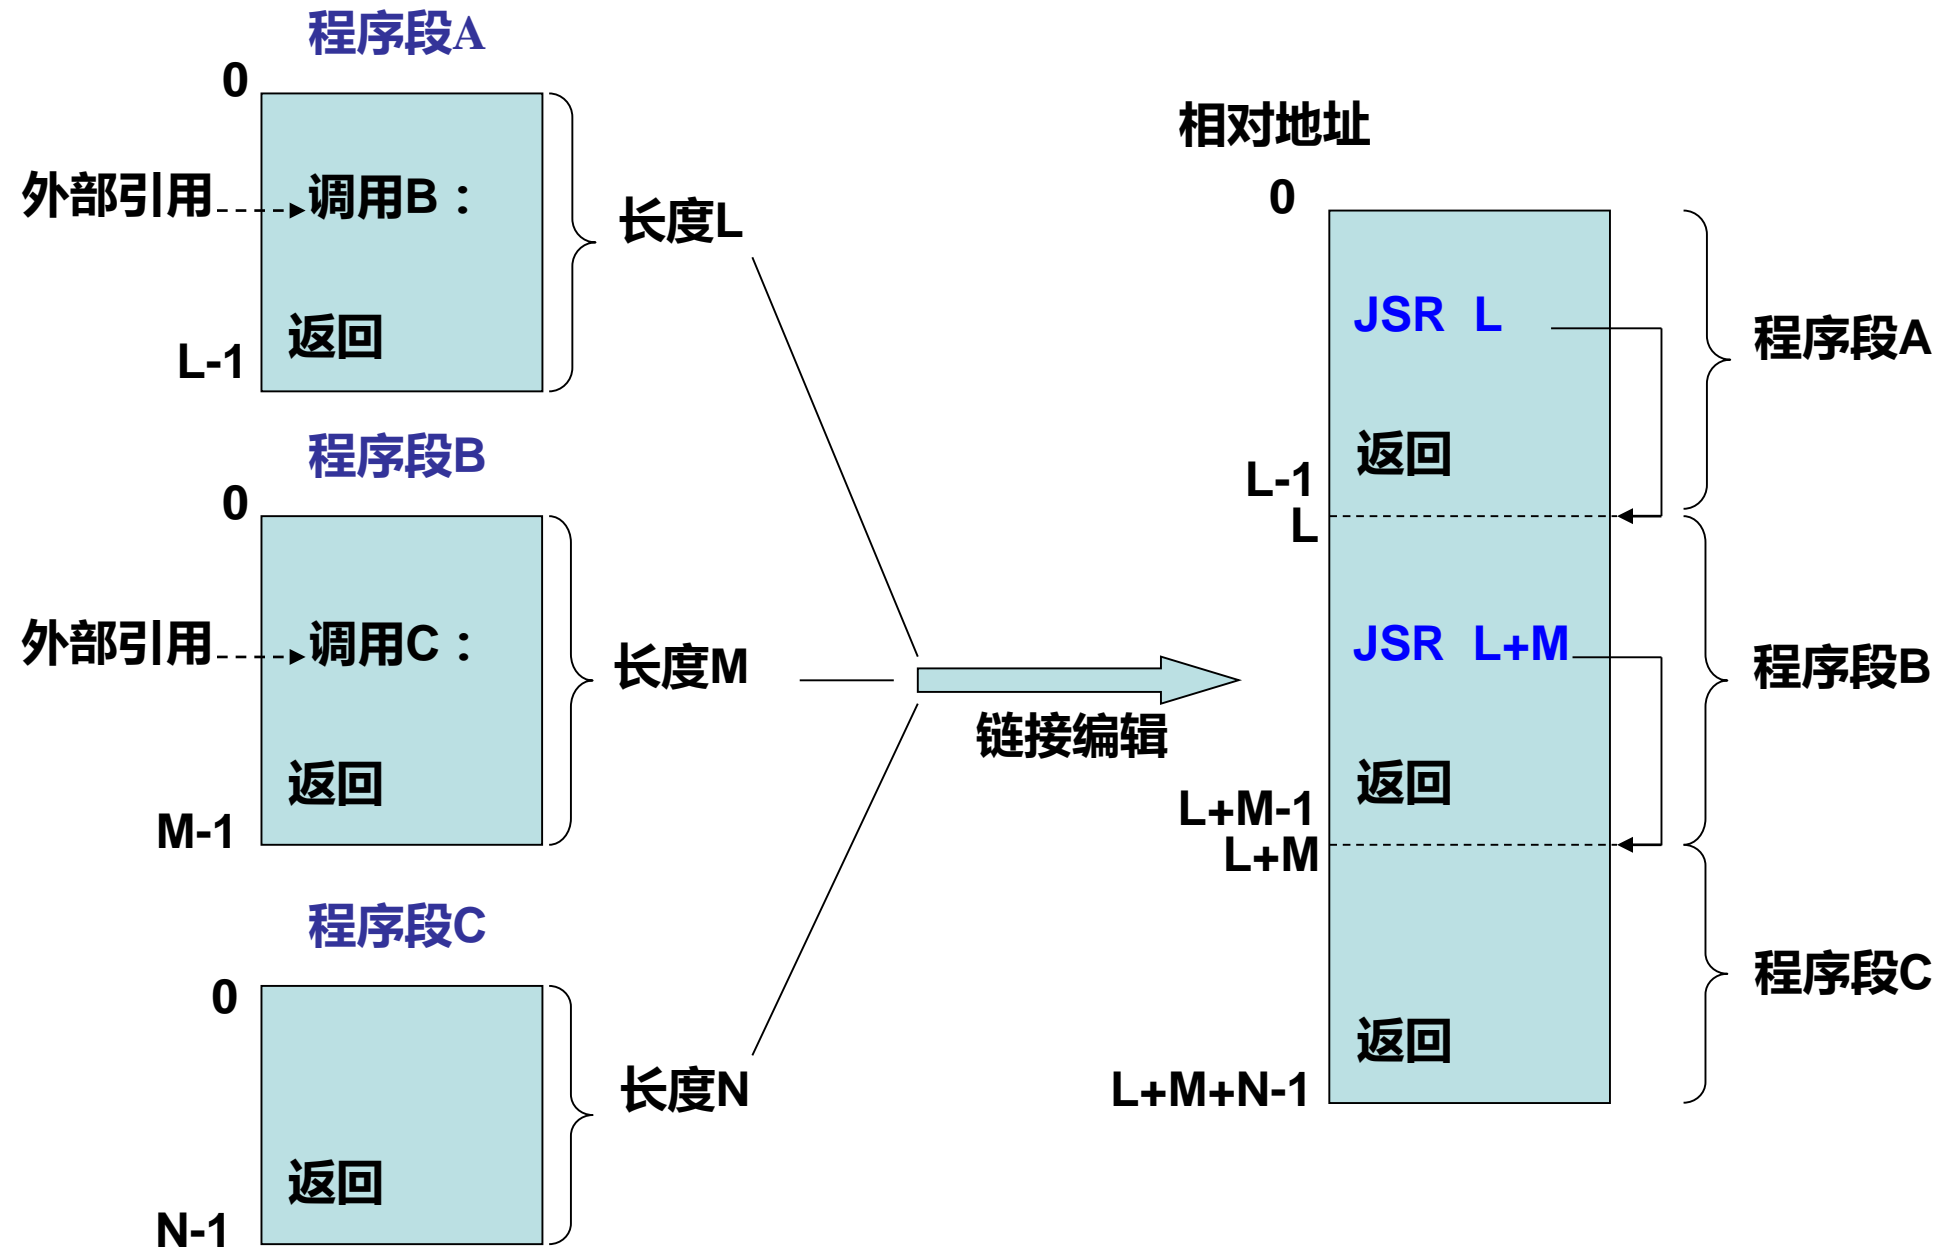 程序段A
0
外部引用
调用B：
返回
L-1
长度L
程序段B
0
外部引用
调用C：
返回
M-1
长度M
程序段C
0
返回
N-1
长度N
链接编辑
相对地址
0
JSR L
返回
L-1
程序段A
L
JSR L+M
返回
L+M-1
程序段B
L+M
返回
L+M+N-1
程序段C